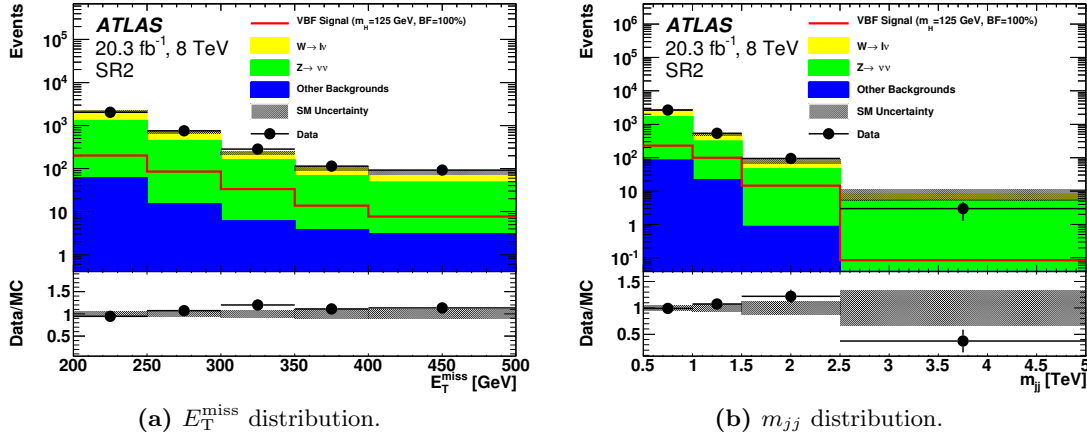 Events
ATLAS
20.3 fb⁻¹, 8 TeV
SR2
VBF Signal (m_H=125 GeV, BF=100%)
W→ lν
Z→ νν
Other Backgrounds
SM Uncertainty
Data
10⁵
10⁴
10³
10²
10
1
Data/MC
1.5
1
0.5
200 250 300 350 400 450 500
E_T^miss [GeV]
(a) E_T^miss distribution.
Events
ATLAS
20.3 fb⁻¹, 8 TeV
SR2
VBF Signal (m_H=125 GeV, BF=100%)
W→ lν
Z→ νν
Other Backgrounds
SM Uncertainty
Data
10⁶
10⁵
10⁴
10³
10²
10
1
10⁻¹
Data/MC
1.5
1
0.5
0.5 1 1.5 2 2.5 3 3.5 4 4.5 5
m_jj [TeV]
(b) m_jj distribution.